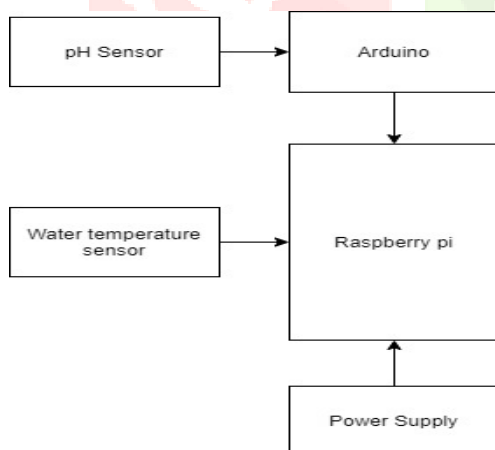 pH Sensor
Arduino
Water temperature
sensor
Raspberry pi
Power Supply